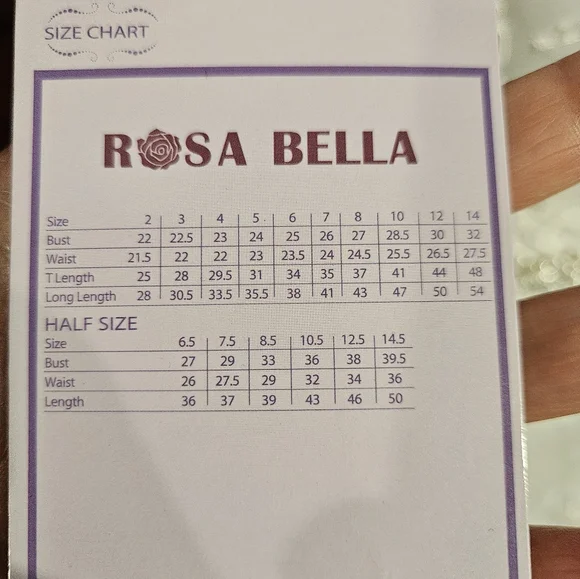 SIZE CHART
ROSA BELLA
Size 2 3 4 5 6 7 8 10 12 14
Bust 22 22.5 23 24 25 26 27 28.5 30 32
Waist 21.5 22 22 23 23.5 24 24.5 25.5 26.5 27.5
T Length 25 28 29.5 31 34 35 37 41 44 48
Long Length 28 30.5 33.5 35.5 38 41 43 47 50 54
HALF SIZE
Size 6.5 7.5 8.5 10.5 12.5 14.5
Bust 27 29 33 36 38 39.5
Waist 26 27.5 29 32 34 36
Length 36 37 39 43 46 50